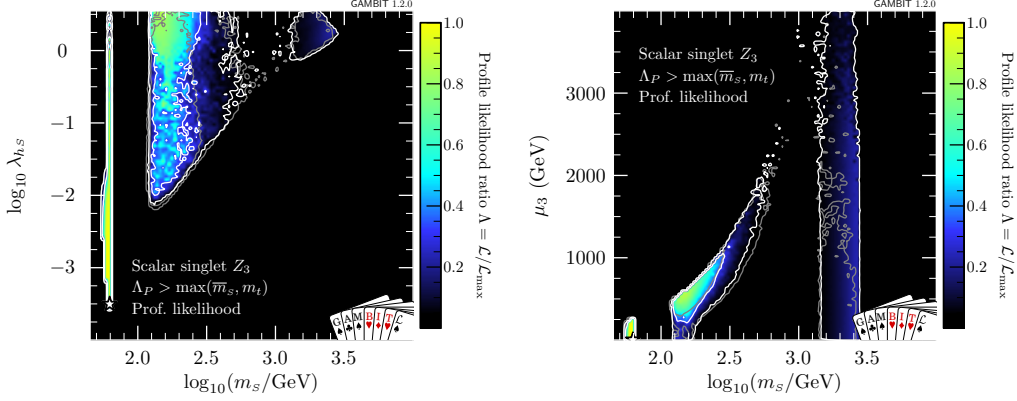 GAMBIT 1.2.0
0
−1
−2
−3
log₁₀ λₕₛ
Scalar singlet Z₃
Λ_P > max(m̅ₛ, mₜ)
Prof. likelihood
G A M B I T L
2.0 2.5 3.0 3.5
log₁₀(mₛ/GeV)
1.0
0.8
0.6
0.4
0.2
Profile likelihood ratio Λ = ℒ/ℒmax
GAMBIT 1.2.0
Scalar singlet Z₃
Λ_P > max(m̅ₛ, mₜ)
Prof. likelihood
3000
2000
1000
μ₃ (GeV)
G A M B I T L
2.0 2.5 3.0 3.5
log₁₀(mₛ/GeV)
1.0
0.8
0.6
0.4
0.2
Profile likelihood ratio Λ = ℒ/ℒmax